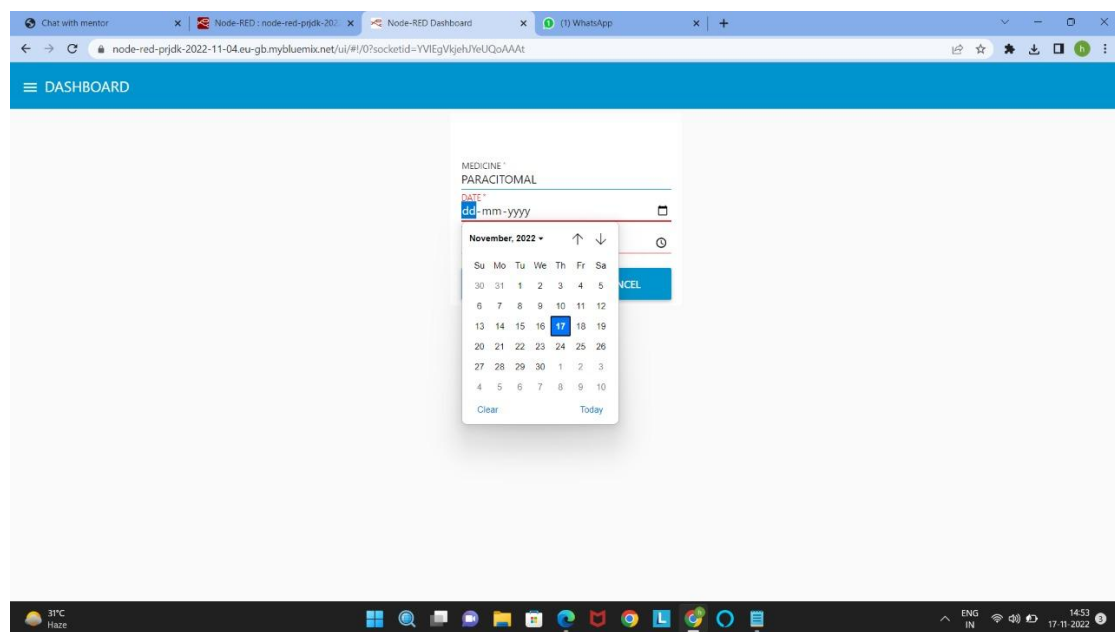 Chat with mentor
Node-RED : node-red-prjdk-202
Node-RED Dashboard
(1) WhatsApp
node-red-prjdk-2022-11-04.eu-gb.mybluemix.net/ui/#!/0?socketid=YVlEgVkjehJYeUQoAAAt
h
DASHBOARD
MEDICINE *
PARACITOMAL
DATE *
dd-mm-yyyy
November, 2022
Su Mo Tu We Th Fr Sa
30 31 1 2 3 4 5
NCEL
6 7 8 9 10 11 12
13 14 15 16 17 18 19
20 21 22 23 24 25 26
27 28 29 30 1 2 3
4 5 6 7 8 9 10
Clear Today
31°C
Haze
L
ENG
IN
14:53
17-11-2022
3